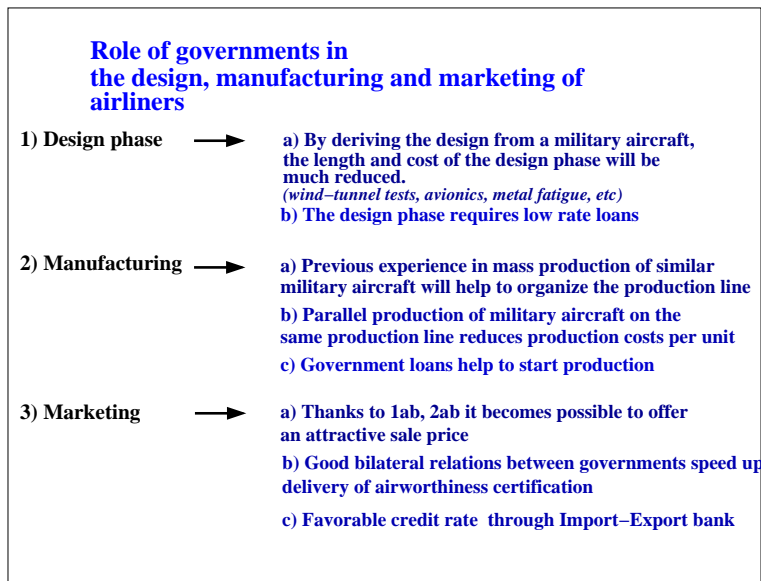 Role of governments in
the design, manufacturing and marketing of
airliners
1) Design phase
a) By deriving the design from a military aircraft,
the length and cost of the design phase will be
much reduced.
(wind−tunnel tests, avionics, metal fatigue, etc)
b) The design phase requires low rate loans
2) Manufacturing
a) Previous experience in mass production of similar
military aircraft will help to organize the production line
b) Parallel production of military aircraft on the
same production line reduces production costs per unit
c) Government loans help to start production
3) Marketing
a) Thanks to 1ab, 2ab it becomes possible to offer
an attractive sale price
b) Good bilateral relations between governments speed up
delivery of airworthiness certification
c) Favorable credit rate through Import−Export bank